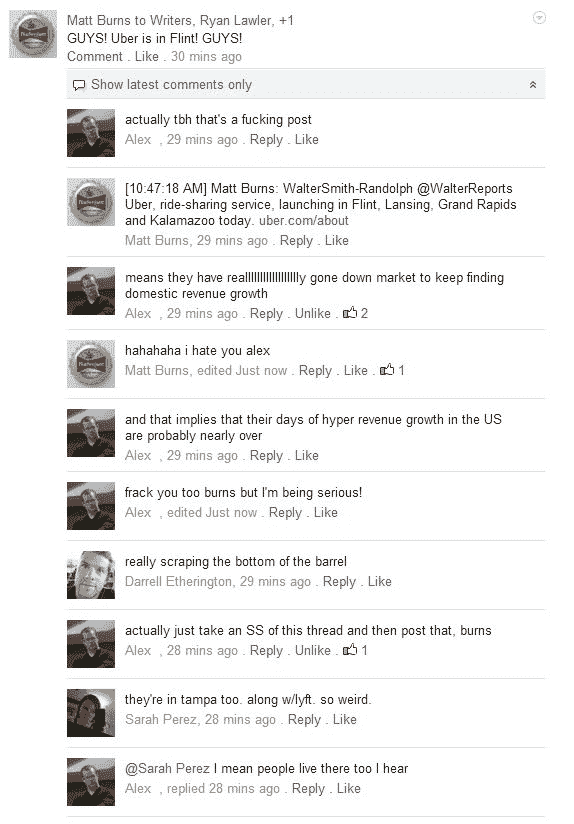 Matt Burns to Writers, Ryan Lawler, +1
GUYS! Uber is in Flint! GUYS!
Comment . Like . 30 mins ago
Show latest comments only
actually tbh that's a fucking post
Alex , 29 mins ago . Reply . Like
[10:47:18 AM] Matt Burns: WalterSmith-Randolph @WalterReports
Uber, ride-sharing service, launching in Flint, Lansing, Grand Rapids
and Kalamazoo today. uber.com/about
Matt Burns, 29 mins ago . Reply . Like
means they have realllllllllllllllllly gone down market to keep finding
domestic revenue growth
Alex , 29 mins ago . Reply . Unlike . 2
hahahaha i hate you alex
Matt Burns, edited Just now . Reply . Like . 1
and that implies that their days of hyper revenue growth in the US
are probably nearly over
Alex , 29 mins ago . Reply . Like
frack you too burns but I'm being serious!
Alex , edited Just now . Reply . Like
really scraping the bottom of the barrel
Darrell Etherington, 29 mins ago . Reply . Like
actually just take an SS of this thread and then post that, burns
Alex , 28 mins ago . Reply . Unlike . 1
they're in tampa too. along w/lyft. so weird.
Sarah Perez, 28 mins ago . Reply . Like
@Sarah Perez I mean people live there too I hear
Alex , replied 28 mins ago . Reply . Like